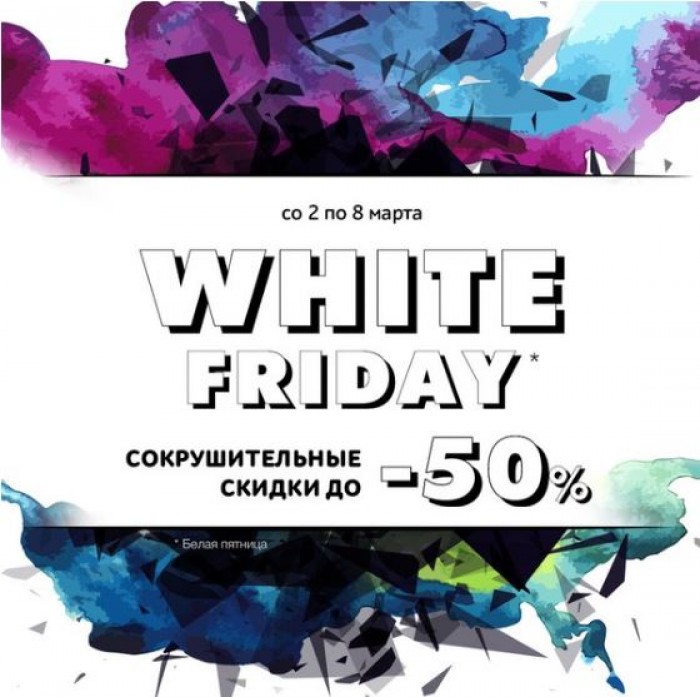 со 2 по 8 марта
WHITE
FRIDAY*
СОКРУШИТЕЛЬНЫЕ
СКИДКИ ДО -50%
* Белая пятница